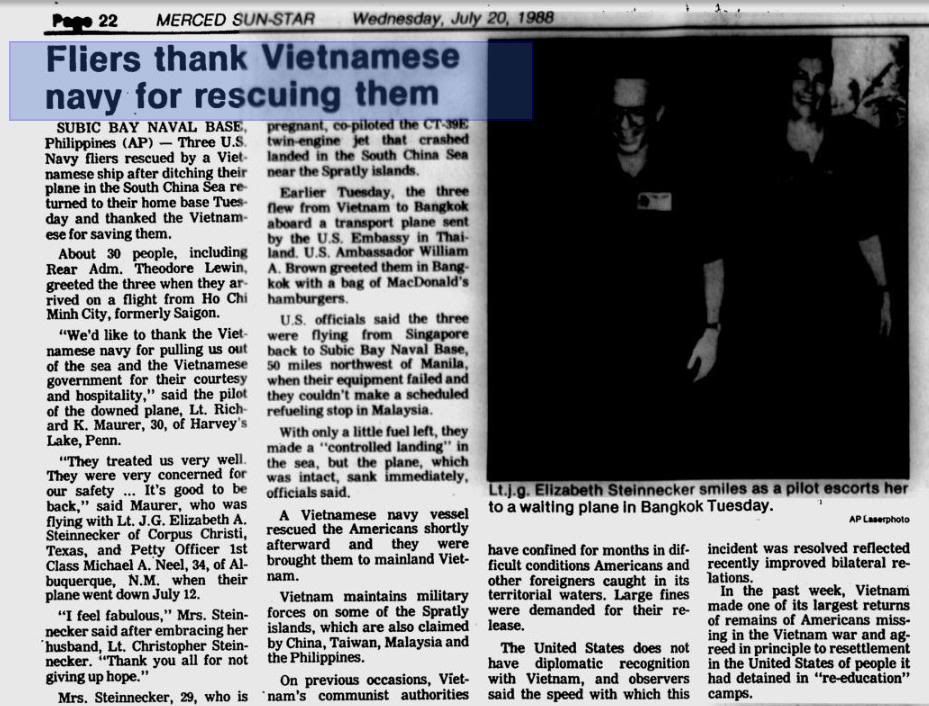 Page 22
MERCED SUN-STAR
Wednesday, July 20, 1988
Fliers thank Vietnamese
navy for rescuing them
SUBIC BAY NAVAL BASE,
Philippines (AP) — Three U.S.
Navy fliers rescued by a Viet-
namese ship after ditching their
plane in the South China Sea re-
turned to their home base Tues-
day and thanked the Vietnam-
ese for saving them.
About 30 people, including
Rear Adm. Theodore Lewin,
greeted the three when they ar-
rived on a flight from Ho Chi
Minh City, formerly Saigon.
“We’d like to thank the Viet-
namese navy for pulling us out
of the sea and the Vietnamese
government for their courtesy
and hospitality,” said the pilot
of the downed plane, Lt. Rich-
ard K. Maurer, 30, of Harvey’s
Lake, Penn.
“They treated us very well.
They were very concerned for
our safety ... It’s good to be
back,” said Maurer, who was
flying with Lt. J.G. Elizabeth A.
Steinnecker of Corpus Christi,
Texas, and Petty Officer 1st
Class Michael A. Neel, 34, of Al-
buquerque, N.M. when their
plane went down July 12.
“I feel fabulous,” Mrs. Stein-
necker said after embracing her
husband, Lt. Christopher Stein-
necker. “Thank you all for not
giving up hope.”
Mrs. Steinnecker, 29, who is
pregnant, co-piloted the CT-39E
twin-engine jet that crashed
landed in the South China Sea
near the Spratly islands.
Earlier Tuesday, the three
flew from Vietnam to Bangkok
aboard a transport plane sent
by the U.S. Embassy in Thai-
land. U.S. Ambassador William
A. Brown greeted them in Bang-
kok with a bag of MacDonald’s
hamburgers.
U.S. officials said the three
were flying from Singapore
back to Subic Bay Naval Base,
50 miles northwest of Manila,
when their equipment failed and
they couldn’t make a scheduled
refueling stop in Malaysia.
With only a little fuel left, they
made a “controlled landing” in
the sea, but the plane, which
was intact, sank immediately,
officials said.
A Vietnamese navy vessel
rescued the Americans shortly
afterward and they were
brought them to mainland Viet-
nam.
Vietnam maintains military
forces on some of the Spratly
islands, which are also claimed
by China, Taiwan, Malaysia and
the Philippines.
On previous occasions, Viet-
nam’s communist authorities
Lt.j.g. Elizabeth Steinnecker smiles as a pilot escorts her
to a waiting plane in Bangkok Tuesday.
AP Laserphoto
have confined for months in dif-
ficult conditions Americans and
other foreigners caught in its
territorial waters. Large fines
were demanded for their re-
lease.
The United States does not
have diplomatic recognition
with Vietnam, and observers
said the speed with which this
incident was resolved reflected
recently improved bilateral re-
lations.
In the past week, Vietnam
made one of its largest returns
of remains of Americans miss-
ing in the Vietnam war and ag-
reed in principle to resettlement
in the United States of people it
had detained in “re-education”
camps.